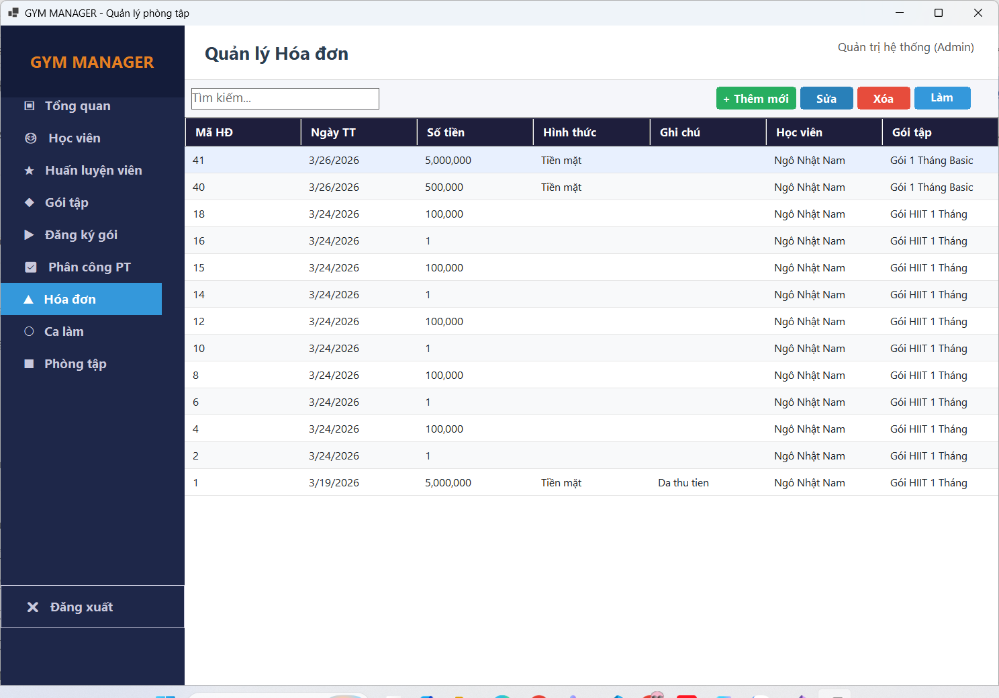 GYM MANAGER - Quản lý phòng tập
GYM MANAGER
Tổng quan
Học viên
Huấn luyện viên
Gói tập
Đăng ký gói
Phân công PT
Hóa đơn
Ca làm
Phòng tập
Đăng xuất
Quản lý Hóa đơn
Quản trị hệ thống (Admin)
Tìm kiếm...
+ Thêm mới Sửa Xóa Làm
Mã HĐ Ngày TT Số tiền Hình thức Ghi chú Học viên Gói tập
41 3/26/2026 5,000,000 Tiền mặt Ngô Nhật Nam Gói 1 Tháng Basic
40 3/26/2026 500,000 Tiền mặt Ngô Nhật Nam Gói 1 Tháng Basic
18 3/24/2026 100,000 Ngô Nhật Nam Gói HIIT 1 Tháng
16 3/24/2026 1 Ngô Nhật Nam Gói HIIT 1 Tháng
15 3/24/2026 100,000 Ngô Nhật Nam Gói HIIT 1 Tháng
14 3/24/2026 1 Ngô Nhật Nam Gói HIIT 1 Tháng
12 3/24/2026 100,000 Ngô Nhật Nam Gói HIIT 1 Tháng
10 3/24/2026 1 Ngô Nhật Nam Gói HIIT 1 Tháng
8 3/24/2026 100,000 Ngô Nhật Nam Gói HIIT 1 Tháng
6 3/24/2026 1 Ngô Nhật Nam Gói HIIT 1 Tháng
4 3/24/2026 100,000 Ngô Nhật Nam Gói HIIT 1 Tháng
2 3/24/2026 1 Ngô Nhật Nam Gói HIIT 1 Tháng
1 3/19/2026 5,000,000 Tiền mặt Da thu tien Ngô Nhật Nam Gói HIIT 1 Tháng